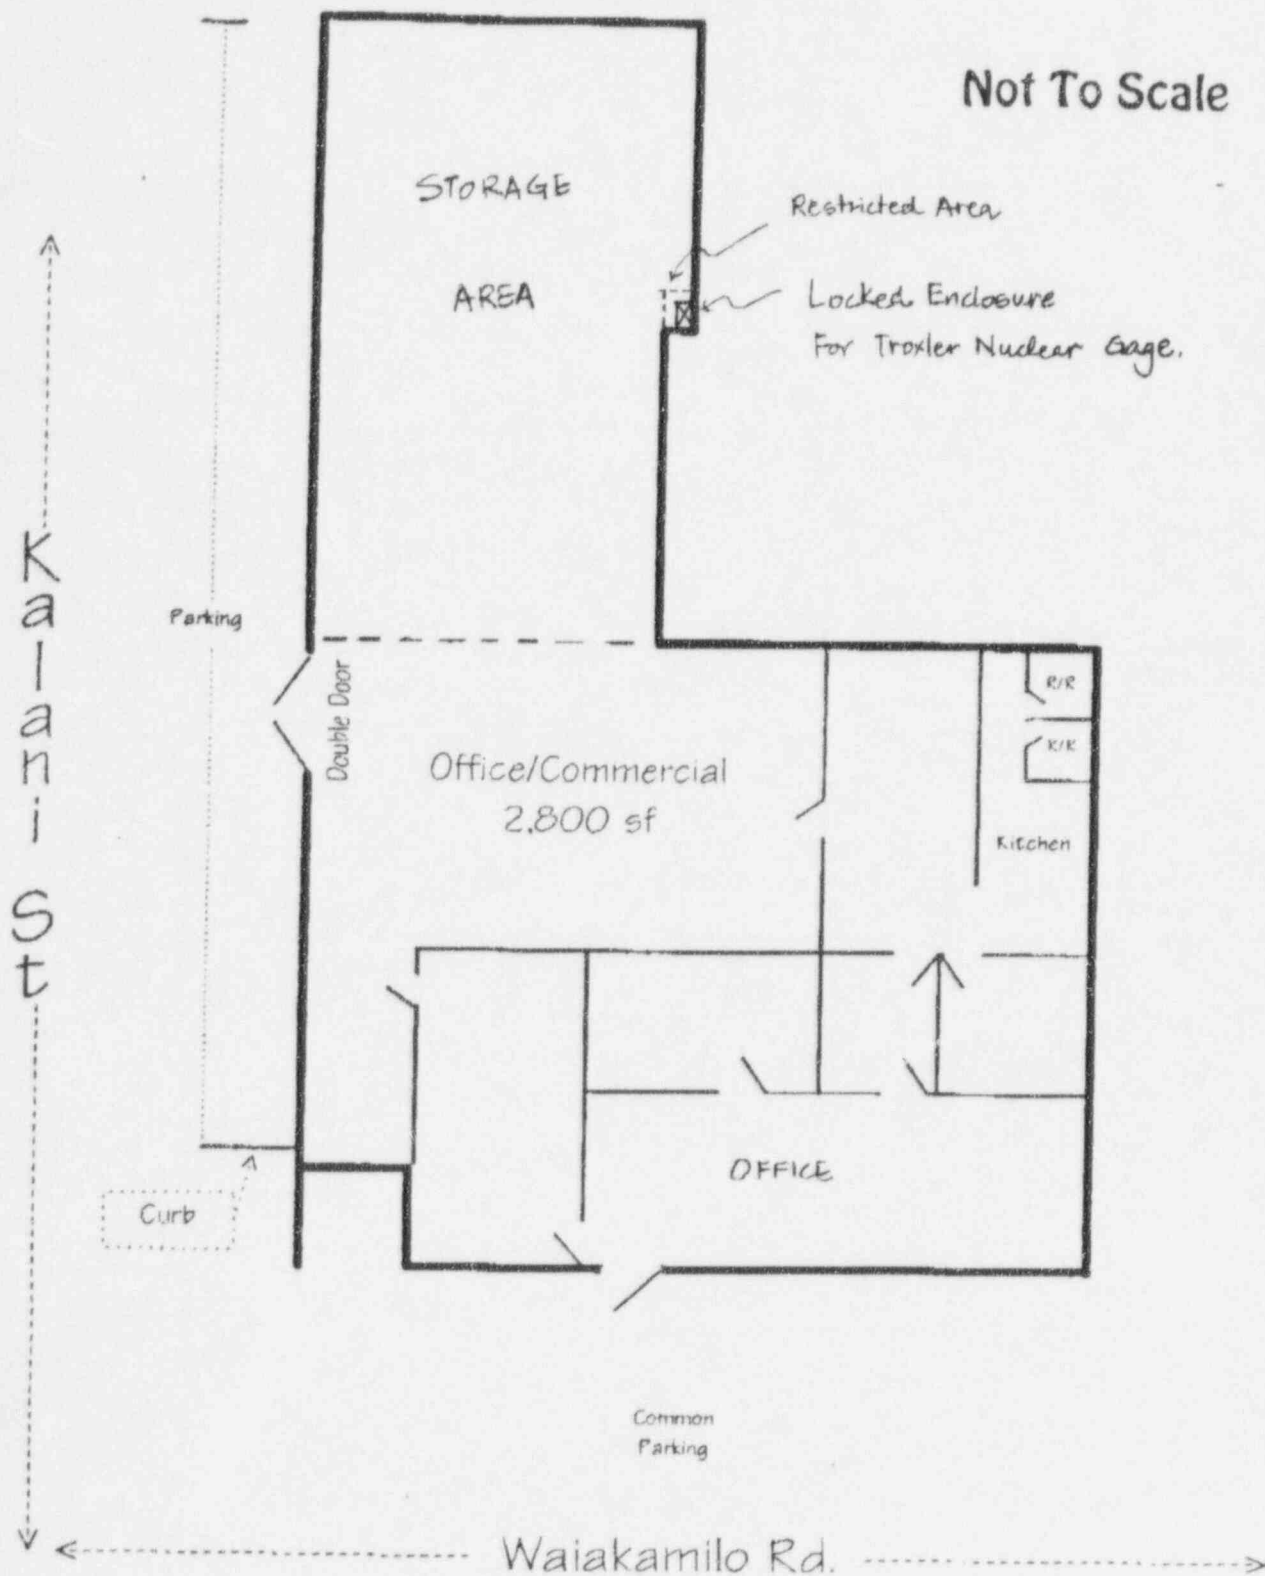 Not To Scale
STORAGE
AREA
Restricted Area
Locked Enclosure
For Troxler Nuclear Gage.
Kalani St
Parking
Double Door
Office/Commercial
2,800 sf
R/R
R/R
Kitchen
OFFICE
Curb
Common
Parking
Waiakamilo Rd.